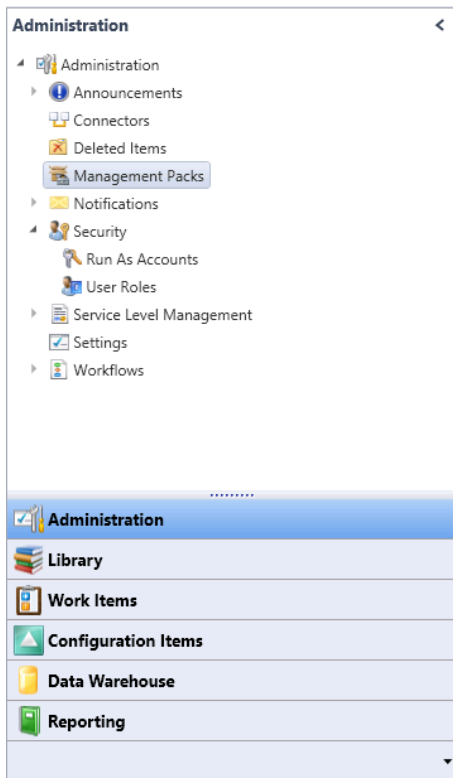 Administration
Administration
Announcements
Connectors
Deleted Items
Management Packs
Notifications
Security
Run As Accounts
User Roles
Service Level Management
Settings
Workflows
Administration
Library
Work Items
Configuration Items
Data Warehouse
Reporting